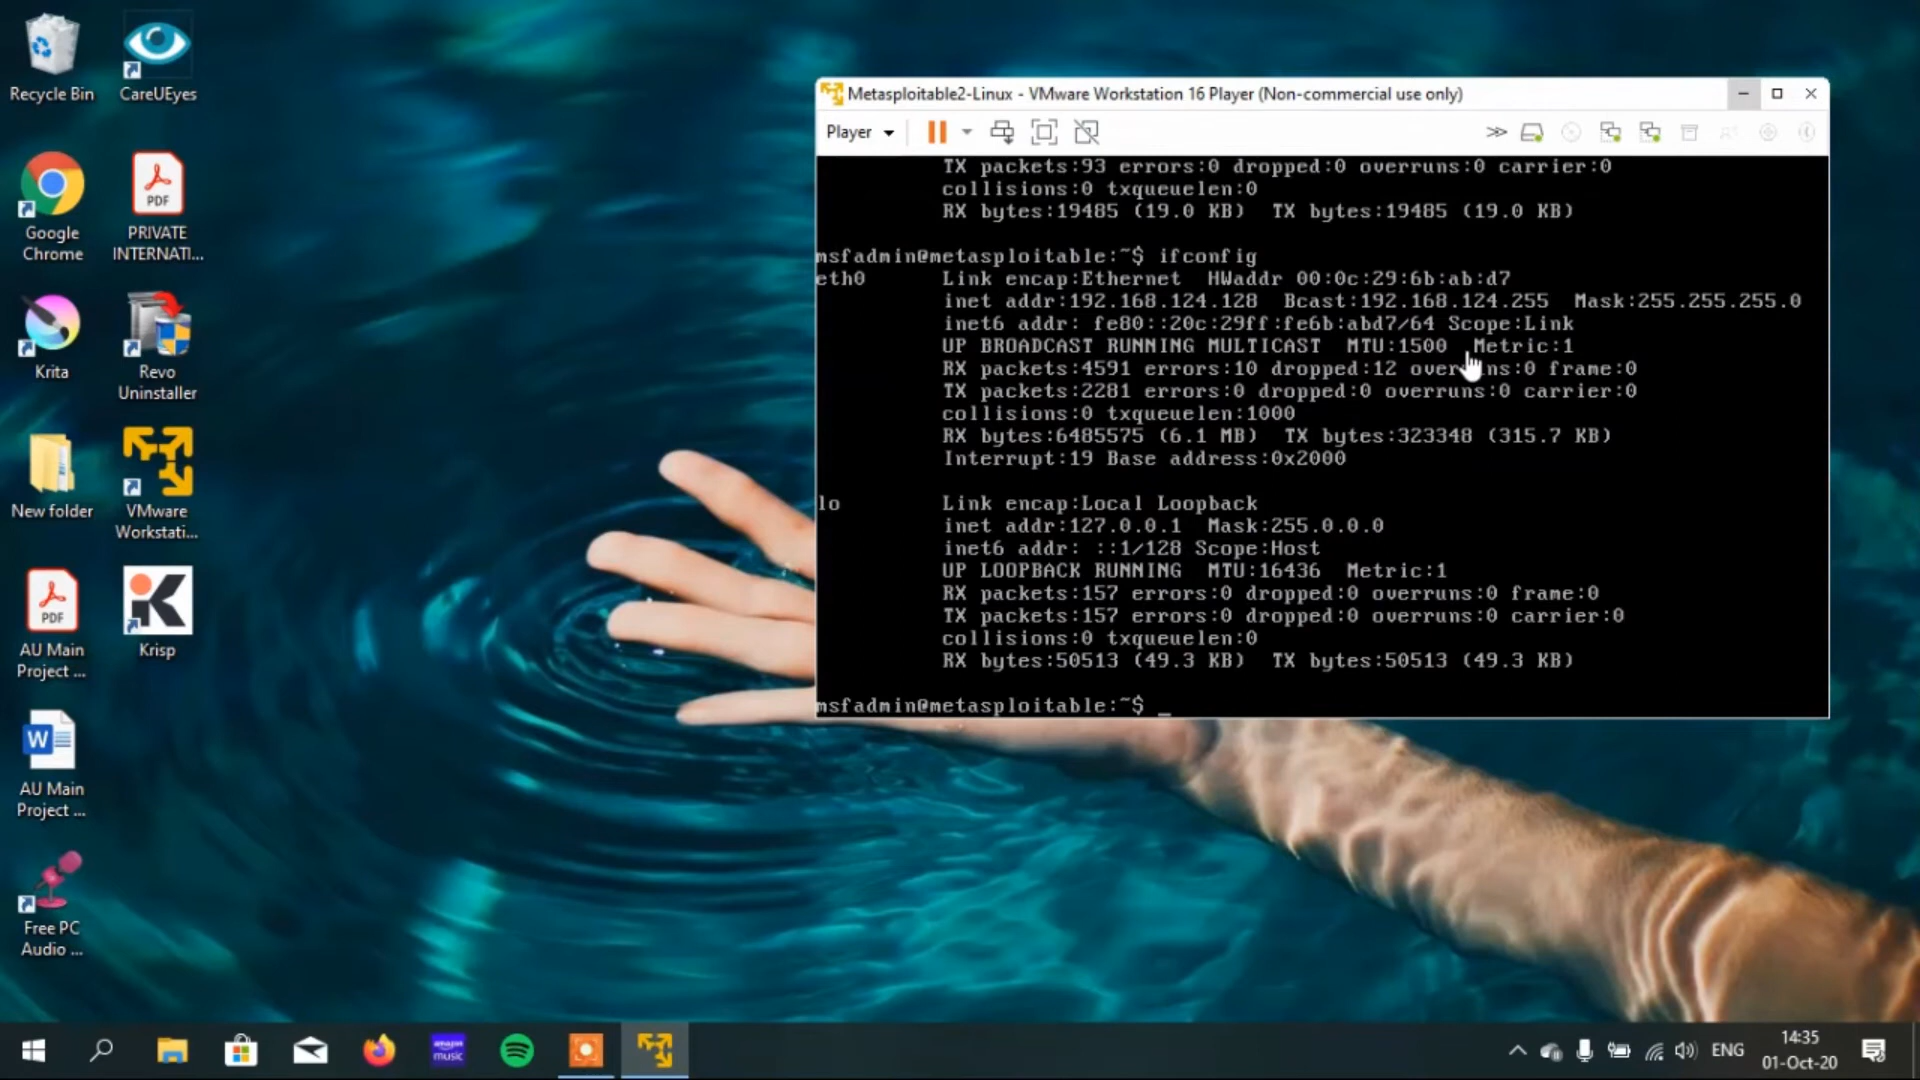 Recycle Bin
CareUEyes
Google
Chrome
PDF
PRIVATE
INTERNATI...
Krita
Revo
Uninstaller
New folder
VMware
Workstati...
PDF
AU Main
Project ...
Krisp
W
AU Main
Project ...
Free PC
Audio ...
Metasploitable2-Linux - VMware Workstation 16 Player (Non-commercial use only)
Player
TX packets:93 errors:0 dropped:0 overruns:0 carrier:0
collisions:0 txqueuelen:0
RX bytes:19485 (19.0 KB)  TX bytes:19485 (19.0 KB)
msfadmin@metasploitable:~$ ifconfig
eth0      Link encap:Ethernet  HWaddr 00:0c:29:6b:ab:d7
inet addr:192.168.124.128  Bcast:192.168.124.255  Mask:255.255.255.0
inet6 addr: fe80::20c:29ff:fe6b:abd7/64 Scope:Link
UP BROADCAST RUNNING MULTICAST  MTU:1500  Metric:1
RX packets:4591 errors:10 dropped:12 overruns:0 frame:0
TX packets:2281 errors:0 dropped:0 overruns:0 carrier:0
collisions:0 txqueuelen:1000
RX bytes:6485575 (6.1 MB)  TX bytes:323348 (315.7 KB)
Interrupt:19 Base address:0x2000
lo        Link encap:Local Loopback
inet addr:127.0.0.1  Mask:255.0.0.0
inet6 addr: ::1/128 Scope:Host
UP LOOPBACK RUNNING  MTU:16436  Metric:1
RX packets:157 errors:0 dropped:0 overruns:0 frame:0
TX packets:157 errors:0 dropped:0 overruns:0 carrier:0
collisions:0 txqueuelen:0
RX bytes:50513 (49.3 KB)  TX bytes:50513 (49.3 KB)
msfadmin@metasploitable:~$ _
amazon
music
ENG
14:35
01-Oct-20